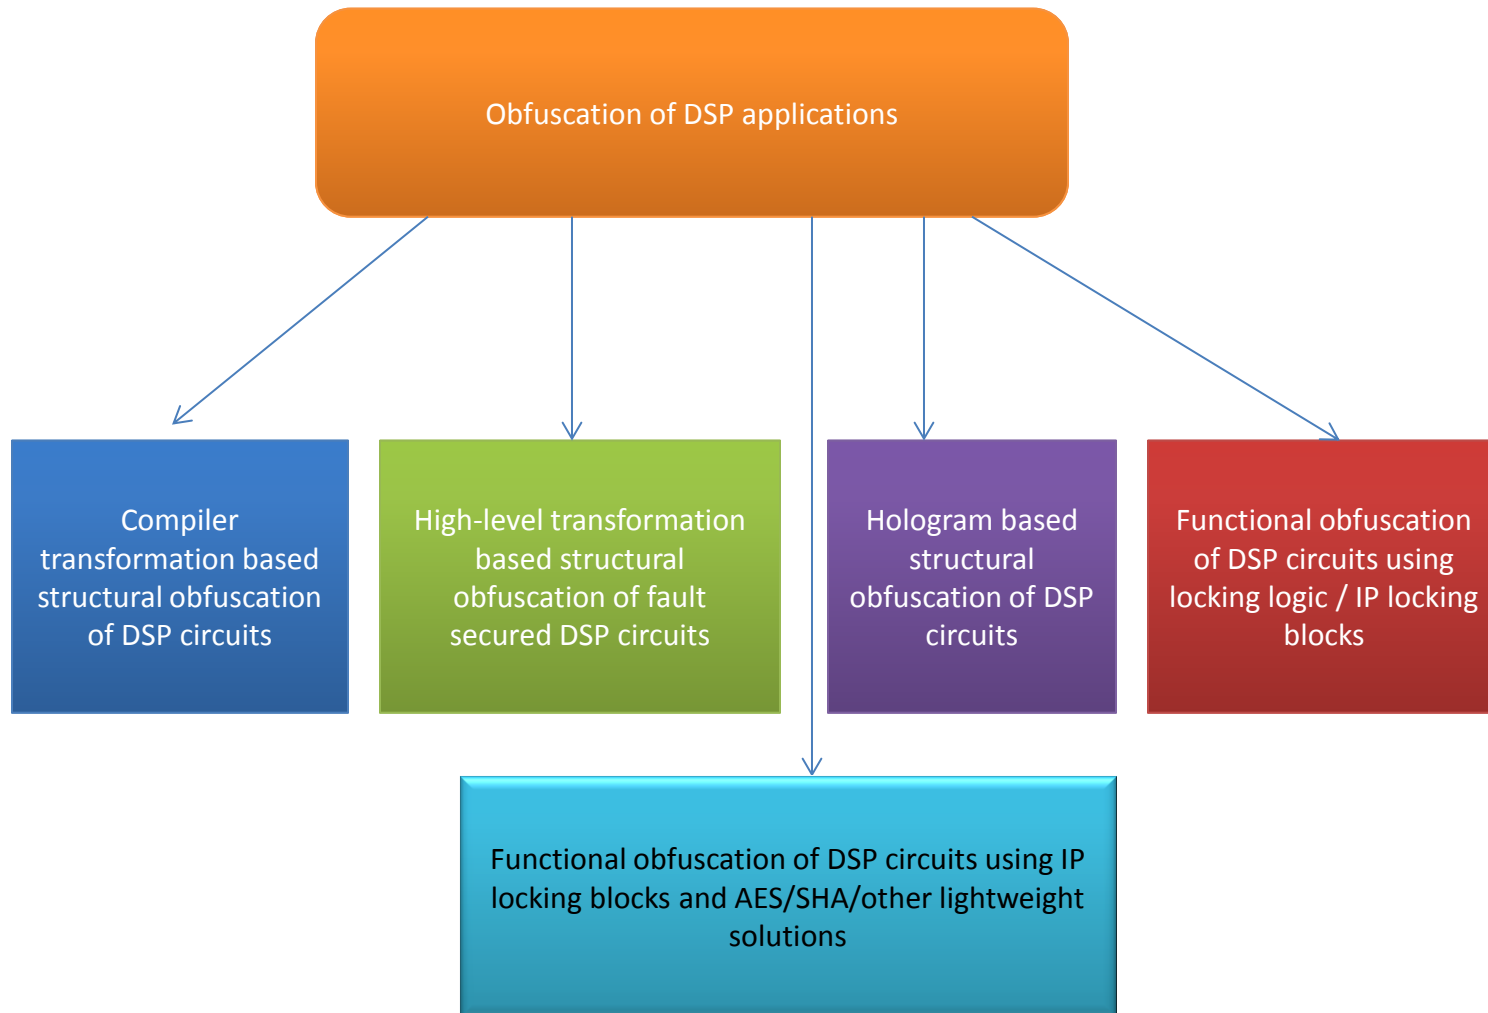 Obfuscation of DSP applications
Compiler
transformation based
structural obfuscation
of DSP circuits
High-level transformation
based structural
obfuscation of fault
secured DSP circuits
Hologram based
structural
obfuscation of DSP
circuits
Functional obfuscation
of DSP circuits using
locking logic / IP locking
blocks
Functional obfuscation of DSP circuits using IP
locking blocks and AES/SHA/other lightweight
solutions